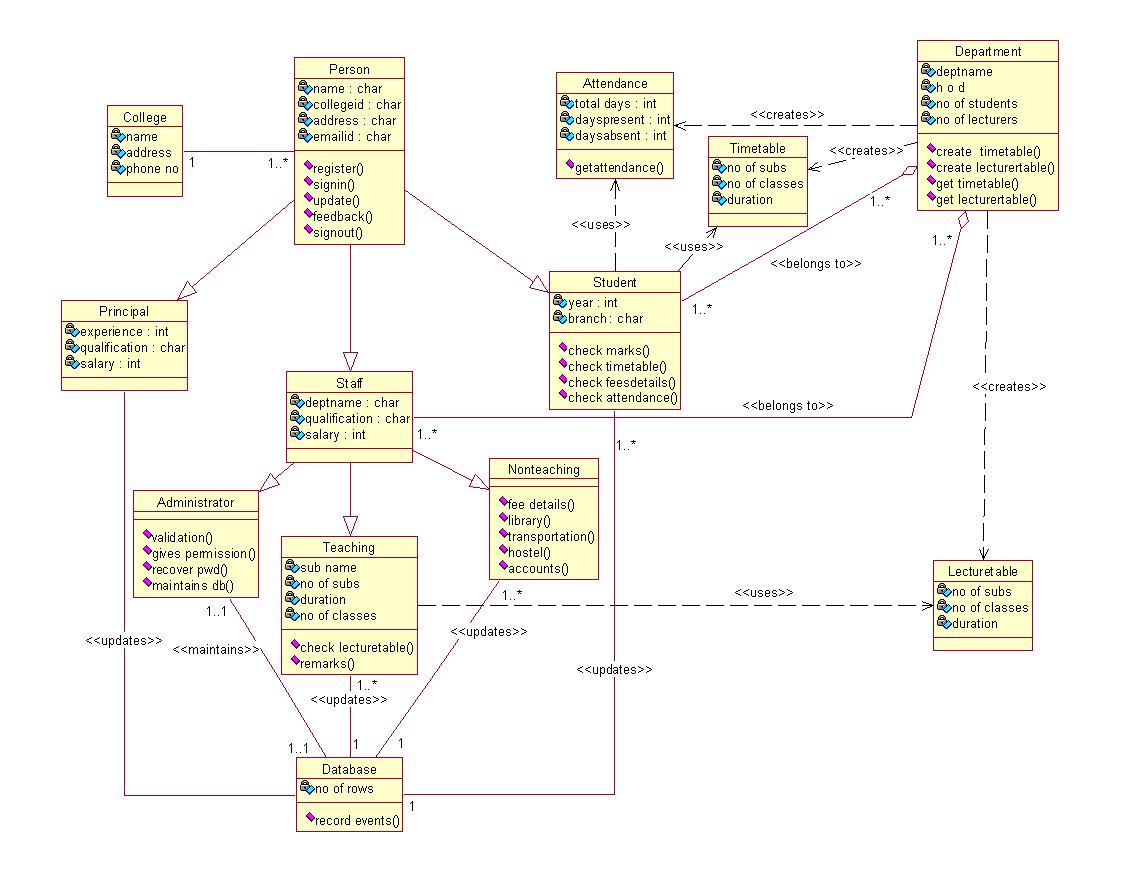 College
name
address
phone no
1
1..*
Person
name : char
collegeid : char
address : char
emailid : char
register()
signin()
update()
feedback()
signout()
Attendance
total days : int
dayspresent : int
daysabsent : int
getattendance()
<<creates>>
Timetable
no of subs
no of classes
duration
<<creates>>
Department
deptname
h o d
no of students
no of lecturers
create  timetable()
create lecturertable()
get timetable()
get lecturertable()
<<uses>>
<<uses>>
1..*
<<belongs to>>
1..*
1..*
Student
year : int
branch : char
check marks()
check timetable()
check feesdetails()
check attendance()
Principal
experience : int
qualification : char
salary : int
Staff
deptname : char
qualification : char
salary : int
1..*
<<belongs to>>
<<creates>>
1..*
Administrator
validation()
gives permission()
recover pwd()
maintains db()
1..1
Teaching
sub name
no of subs
duration
no of classes
check lecturetable()
remarks()
1..*
Nonteaching
fee details()
library()
transportation()
hostel()
accounts()
1..*
<<uses>>
Lecturetable
no of subs
no of classes
duration
<<updates>>
<<maintains>>
<<updates>>
<<updates>>
<<updates>>
1..1
1
1
1
Database
no of rows
record events()